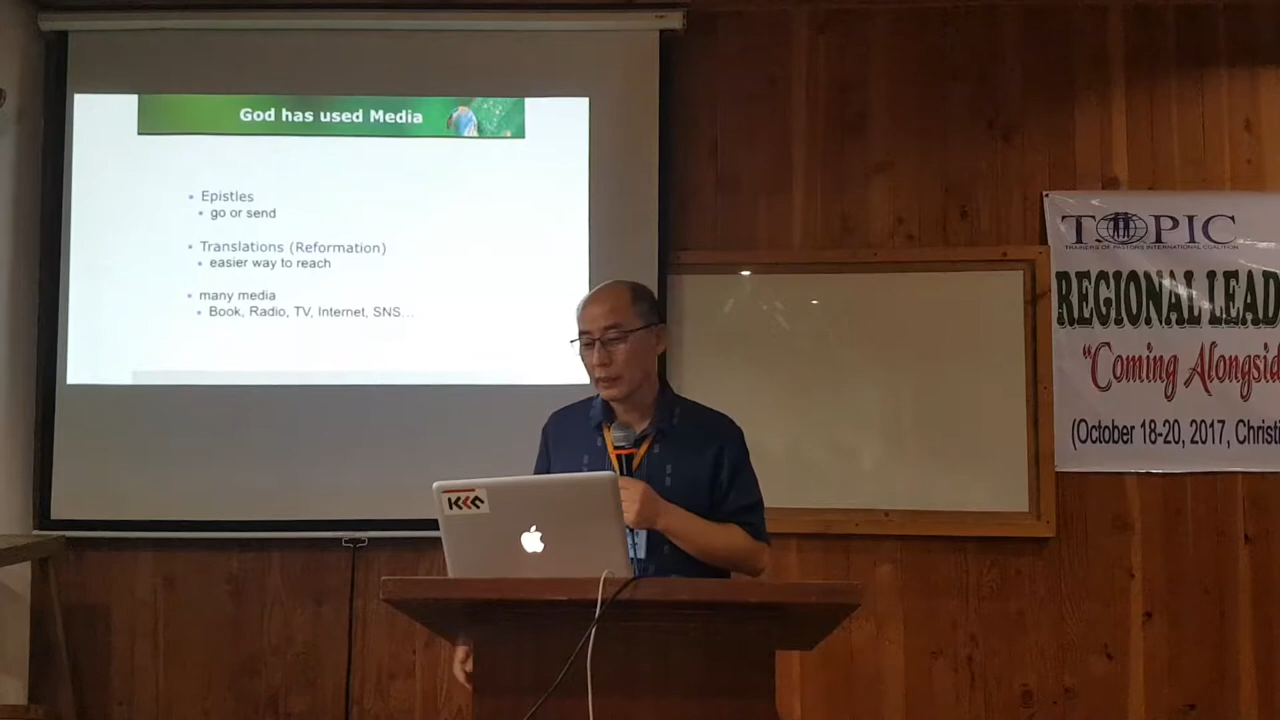 God has used Media
Epistles
go or send
Translations (Reformation)
easier way to reach
many media
Book, Radio, TV, Internet, SNS...
TOPIC
TRAINERS OF PASTORS INTERNATIONAL COALITION
REGIONAL LEAD
"Coming Alongsid
(October 18-20, 2017, Christi